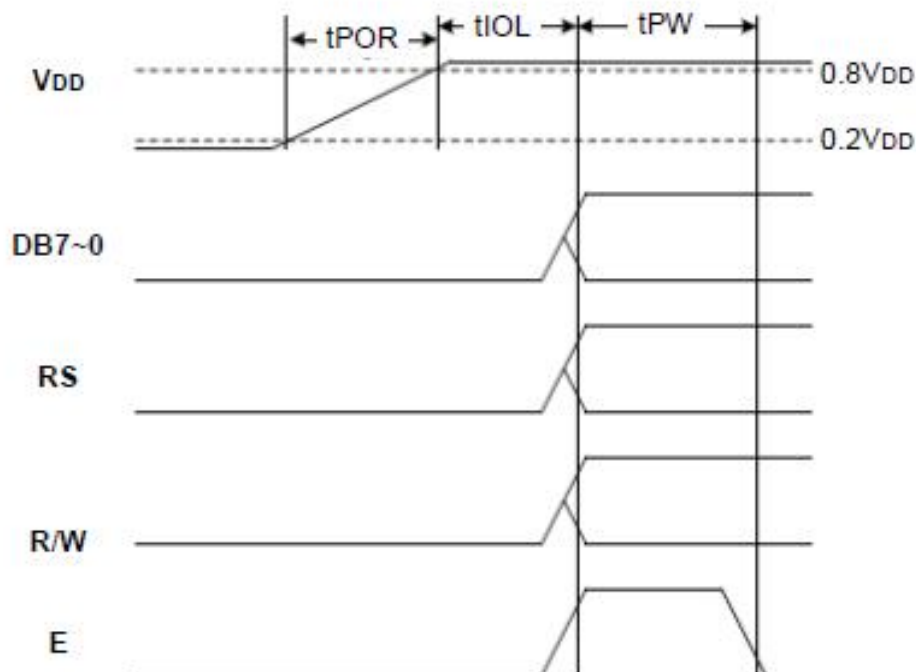 tPOR tIOL tPW
VDD 0.8VDD
0.2VDD
DB7~0
RS
R/W
E